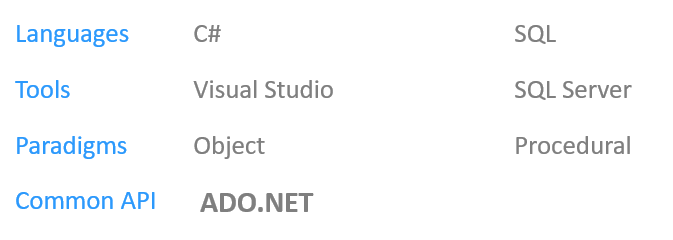 Languages C# SQL
Tools Visual Studio SQL Server
Paradigms Object Procedural
Common API ADO.NET